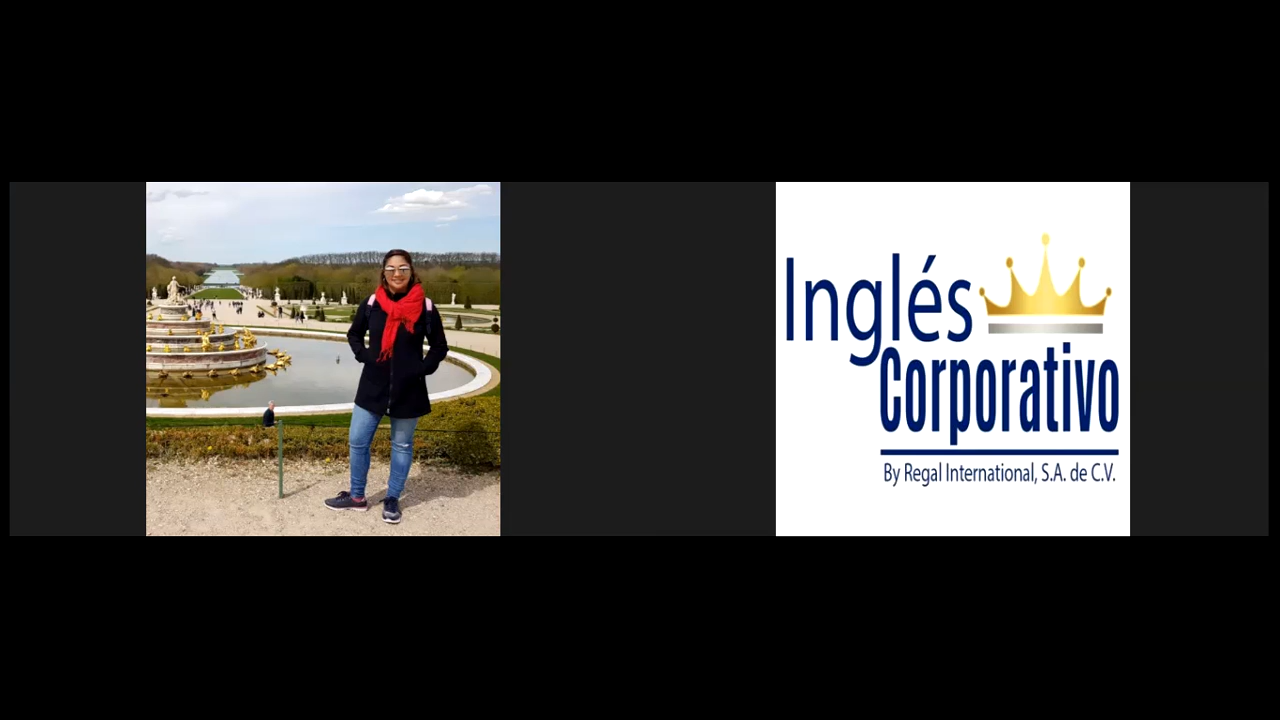 Inglés
Corporativo
By Regal International, S.A. de C.V.